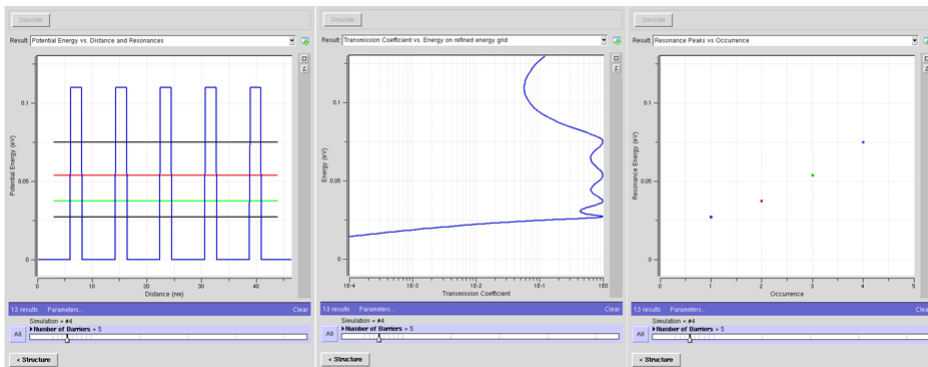 Simulate
Result: Potential Energy vs. Distance and Resonances
0.1
0.05
0
Potential Energy (eV)
0 10 20 30 40
Distance (nm)
13 results Parameters... Clear
Simulation = #4
All
Number of Barriers = 5
< Structure
Simulate
Result: Transmission Coefficient vs. Energy on refined energy grid
0.1
0.05
0
Energy (eV)
1E-4 1E-3 1E-2 1E-1 1E0
Transmission Coefficient
13 results Parameters... Clear
Simulation = #4
All
Number of Barriers = 5
< Structure
Simulate
Result: Resonance Peaks vs Occurrence
0.1
0.05
0
Resonance Energy (eV)
0 1 2 3 4 5
Occurrence
13 results Parameters... Clear
Simulation = #4
All
Number of Barriers = 5
< Structure